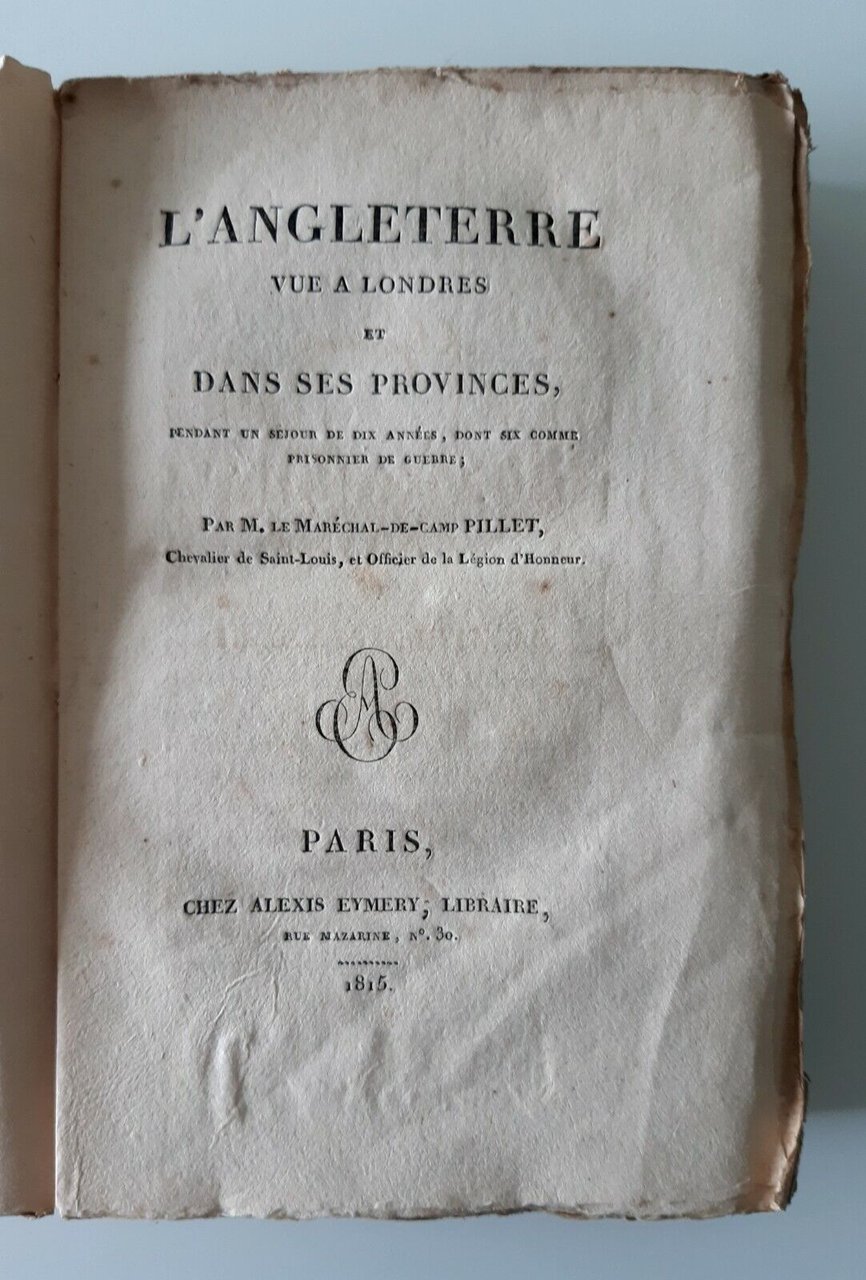 L'ANGLETERRE
VUE A LONDRES
ET
DANS SES PROVINCES,
PENDANT UN SEJOUR DE DIX ANNÉES, DONT SIX COMME
PRISONNIER DE GUERRE;
PAR M. LE MARÉCHAL-DE-CAMP PILLET,
Chevalier de Saint-Louis, et Officier de la Légion d'Honneur.
PARIS,
CHEZ ALEXIS EYMERY, LIBRAIRE,
RUE MAZARINE, N°. 30.
1815.